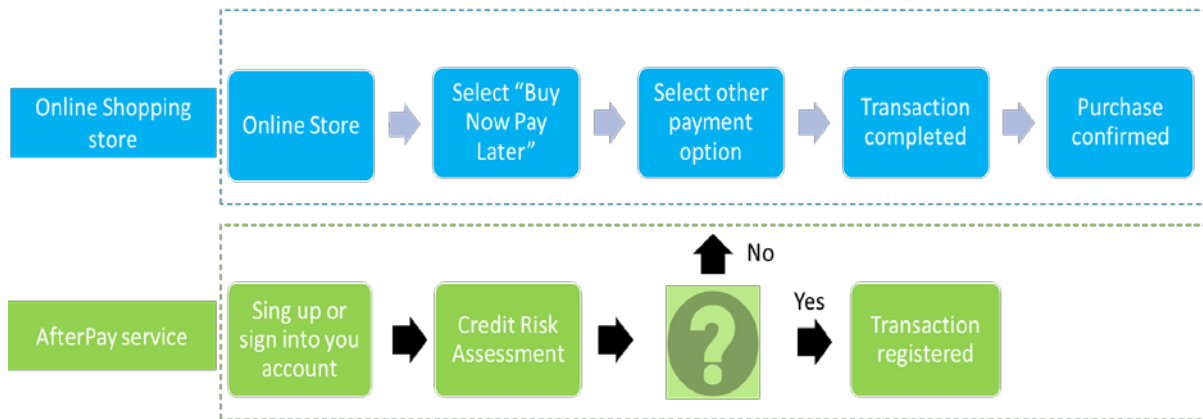 Online Shopping
store
Online Store
Select “Buy
Now Pay
Later”
Select other
payment
option
Transaction
completed
Purchase
confirmed
No
AfterPay service
Sing up or
sign into you
account
Credit Risk
Assessment
?
Yes
Transaction
registered